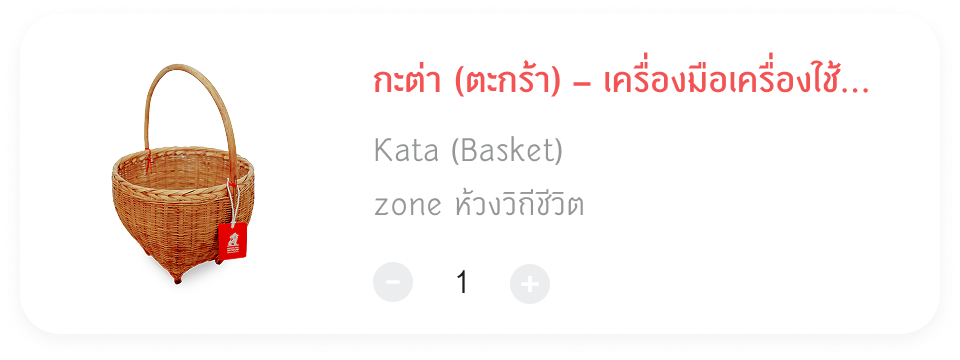 กะต่า (ตะกร้า) – เครื่องมือเครื่องใช้...
Kata (Basket)
zone ห้วงวิถีชีวิต
- 1 +